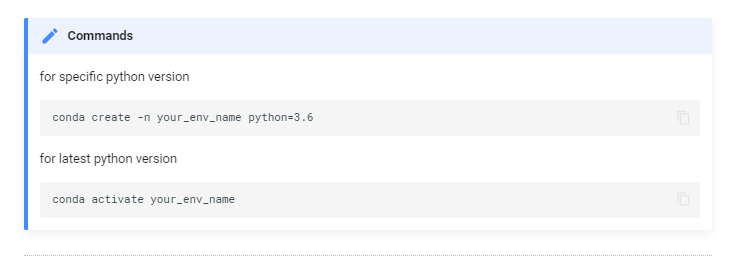 Commands
for specific python version
conda create -n your_env_name python=3.6
for latest python version
conda activate your_env_name